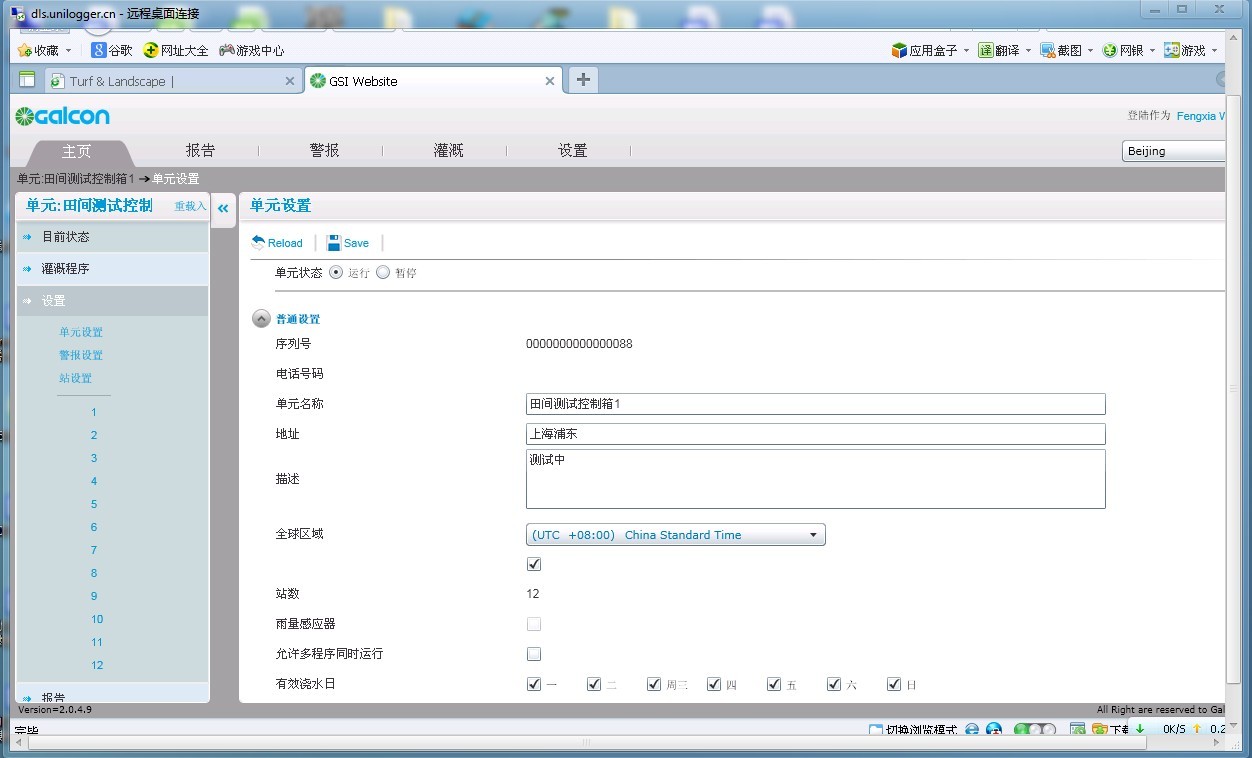 dls.unilogger.cn - 远程桌面连接
收藏 谷歌 网址大全 游戏中心 应用盒子 翻译 截图 网银 游戏
Turf & Landscape | GSI Website
Galcon
登陆作为 Fengxia W
主页 报告 警报 灌溉 设置 Beijing
单元:田间测试控制箱1 → 单元设置
单元:田间测试控制 重载入
目前状态
灌溉程序
设置
单元设置
警报设置
站设置
1
2
3
4
5
6
7
8
9
10
11
12
报告
单元设置
Reload Save
单元状态 运行 暂停
普通设置
序列号 0000000000000088
电话号码
单元名称 田间测试控制箱1
地址 上海浦东
描述 测试中
全球区域 (UTC +08:00) China Standard Time
站数 12
雨量感应器
允许多程序同时运行
有效浇水日 一 二 周三 四 五 六 日
Version=2.0.4.9 All Right are reserved to Gal
完毕 切换浏览模式 下载 0K/S 0.2